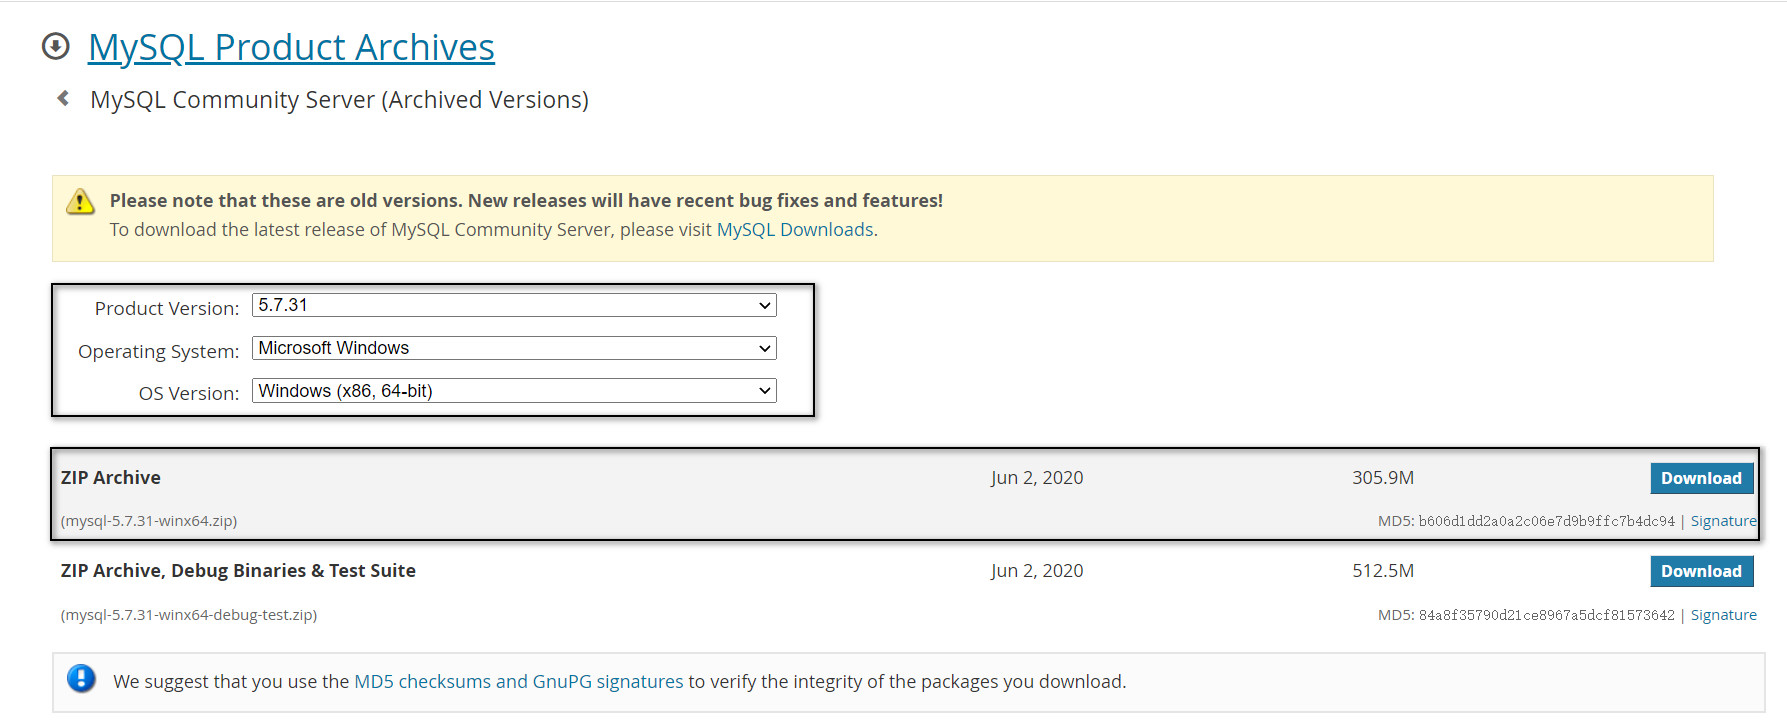 MySQL Product Archives
MySQL Community Server (Archived Versions)
Please note that these are old versions. New releases will have recent bug fixes and features!
To download the latest release of MySQL Community Server, please visit MySQL Downloads.
Product Version: 5.7.31
Operating System: Microsoft Windows
OS Version: Windows (x86, 64-bit)
ZIP Archive Jun 2, 2020 305.9M Download
(mysql-5.7.31-winx64.zip) MD5: b606d1dd2a0a2c06e7d9b9ffc7b4dc94 | Signature
ZIP Archive, Debug Binaries & Test Suite Jun 2, 2020 512.5M Download
(mysql-5.7.31-winx64-debug-test.zip) MD5: 84a8f35790d21ce8967a5dcf81573642 | Signature
We suggest that you use the MD5 checksums and GnuPG signatures to verify the integrity of the packages you download.